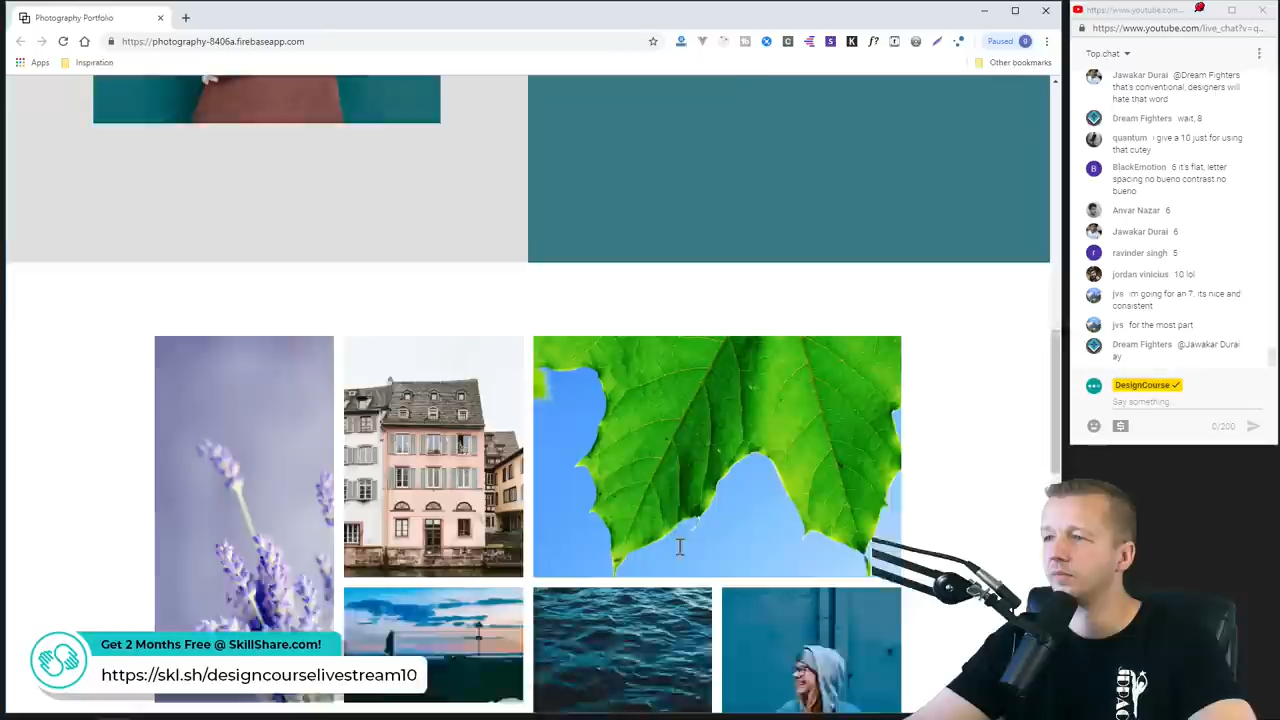 Photography Portfolio
https://www.youtube.com/...
https://photography-8406a.firebaseapp.com
Paused
https://www.youtube.com/live_chat?v=q...
Apps
Inspiration
Other bookmarks
Top chat
Jawakar Durai @Dream Fighters
that's conventional, designers will
hate that word
Dream Fighters wait, 8
quantum i give a 10 just for using
that cutey
BlackEmotion 6 it's flat, letter
spacing no bueno contrast no
bueno
Anvar Nazar 6
Jawakar Durai 6
ravinder singh 5
jordan vinicius 10 lol
jvs im going for an 7, its nice and
consistent
jvs for the most part
Dream Fighters @Jawakar Durai
ay
DesignCourse
Say something...
0/200
Get 2 Months Free @ SkillShare.com!
https://skl.sh/designcourselivestream10